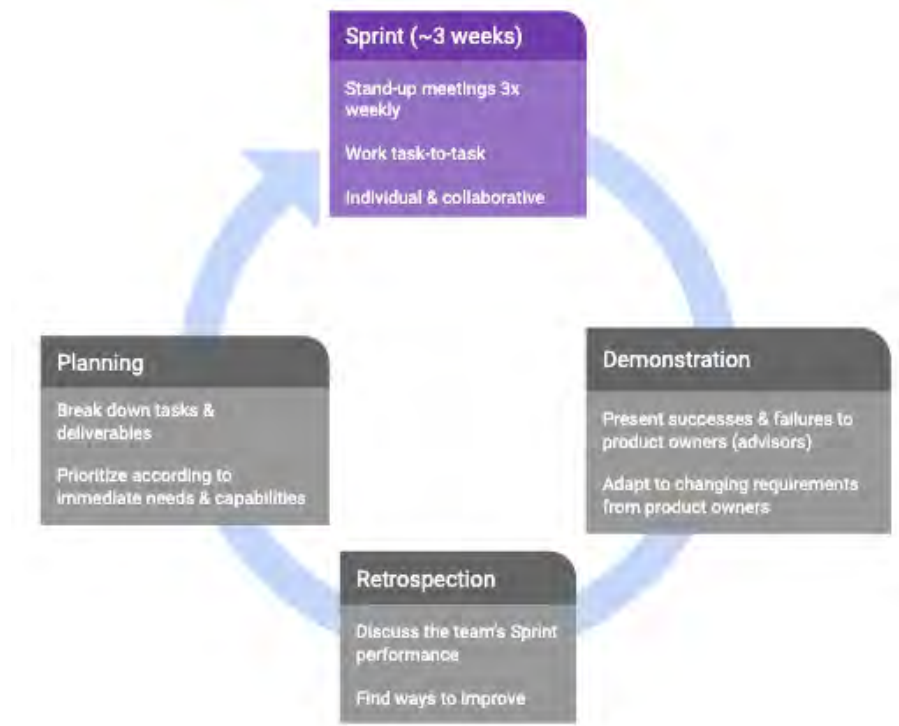 Sprint (~3 weeks)
Stand-up meetings 3x
weekly
Work task-to-task
Individual & collaborative
Demonstration
Present successes & failures to
product owners (advisors)
Adapt to changing requirements
from product owners
Retrospection
Discuss the team's Sprint
performance
Find ways to improve
Planning
Break down tasks &
deliverables
Prioritize according to
immediate needs & capabilities